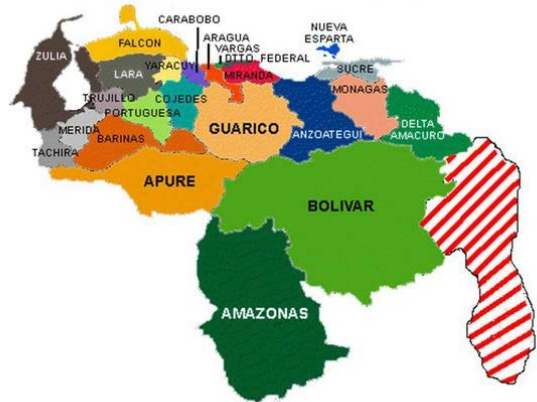 CARABOBO
NUEVA
ESPARTA
ARAGUA
FALCON
VARGAS
DTTO. FEDERAL
ZULIA
LARA
YARACUY
MIRANDA
SUCRE
TRUJILLO
COJEDES
MONAGAS
PORTUGUESA
GUARICO
DELTA
AMACURO
MERIDA
BARINAS
ANZOATEGUI
TACHIRA
APURE
BOLIVAR
AMAZONAS